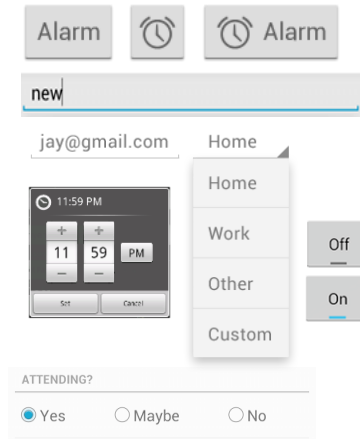 Alarm
Alarm
new
jay@gmail.com
Home
Home
Work
Other
Custom
11:59 PM
+ +
11 59 PM
- -
Set Cancel
Off
On
ATTENDING?
Yes Maybe No